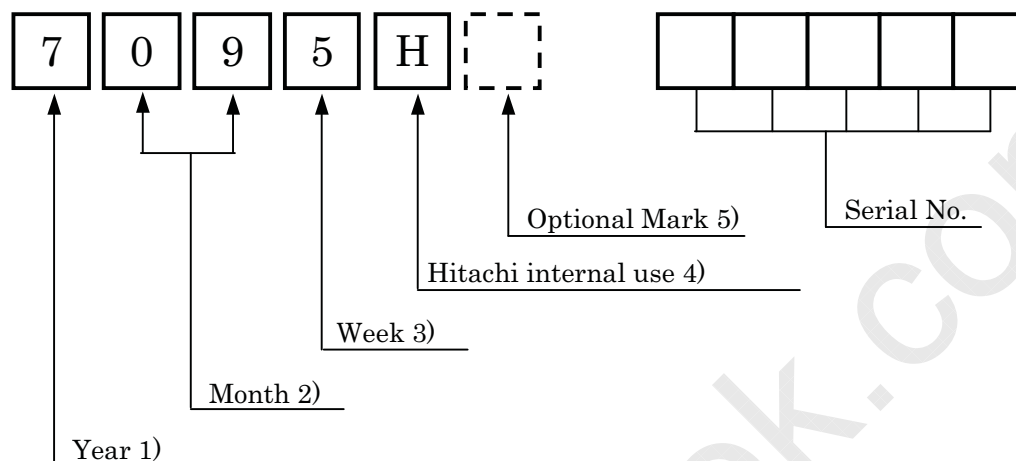 7 0 9 5 H
Optional Mark 5)
Serial No.
Hitachi internal use 4)
Week 3)
Month 2)
Year 1)